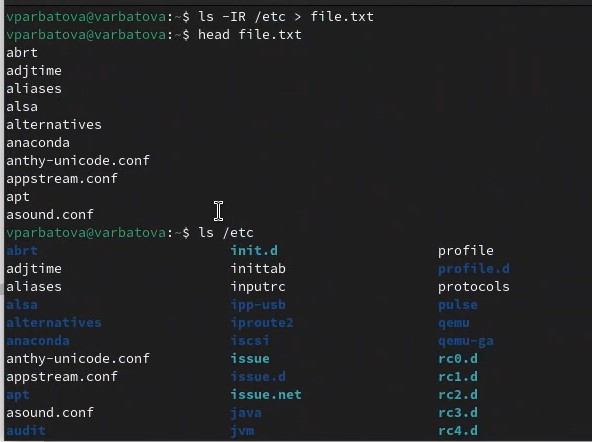 vparbatova@varbatova:~$ ls -IR /etc > file.txt
vparbatova@varbatova:~$ head file.txt
abrt
adjtime
aliases
alsa
alternatives
anaconda
anthy-unicode.conf
appstream.conf
apt
asound.conf
vparbatova@varbatova:~$ ls /etc
abrt init.d profile
adjtime inittab profile.d
aliases inputrc protocols
alsa ipp-usb pulse
alternatives iproute2 qemu
anaconda iscsi qemu-ga
anthy-unicode.conf issue rc0.d
appstream.conf issue.d rc1.d
apt issue.net rc2.d
asound.conf java rc3.d
audit jvm rc4.d